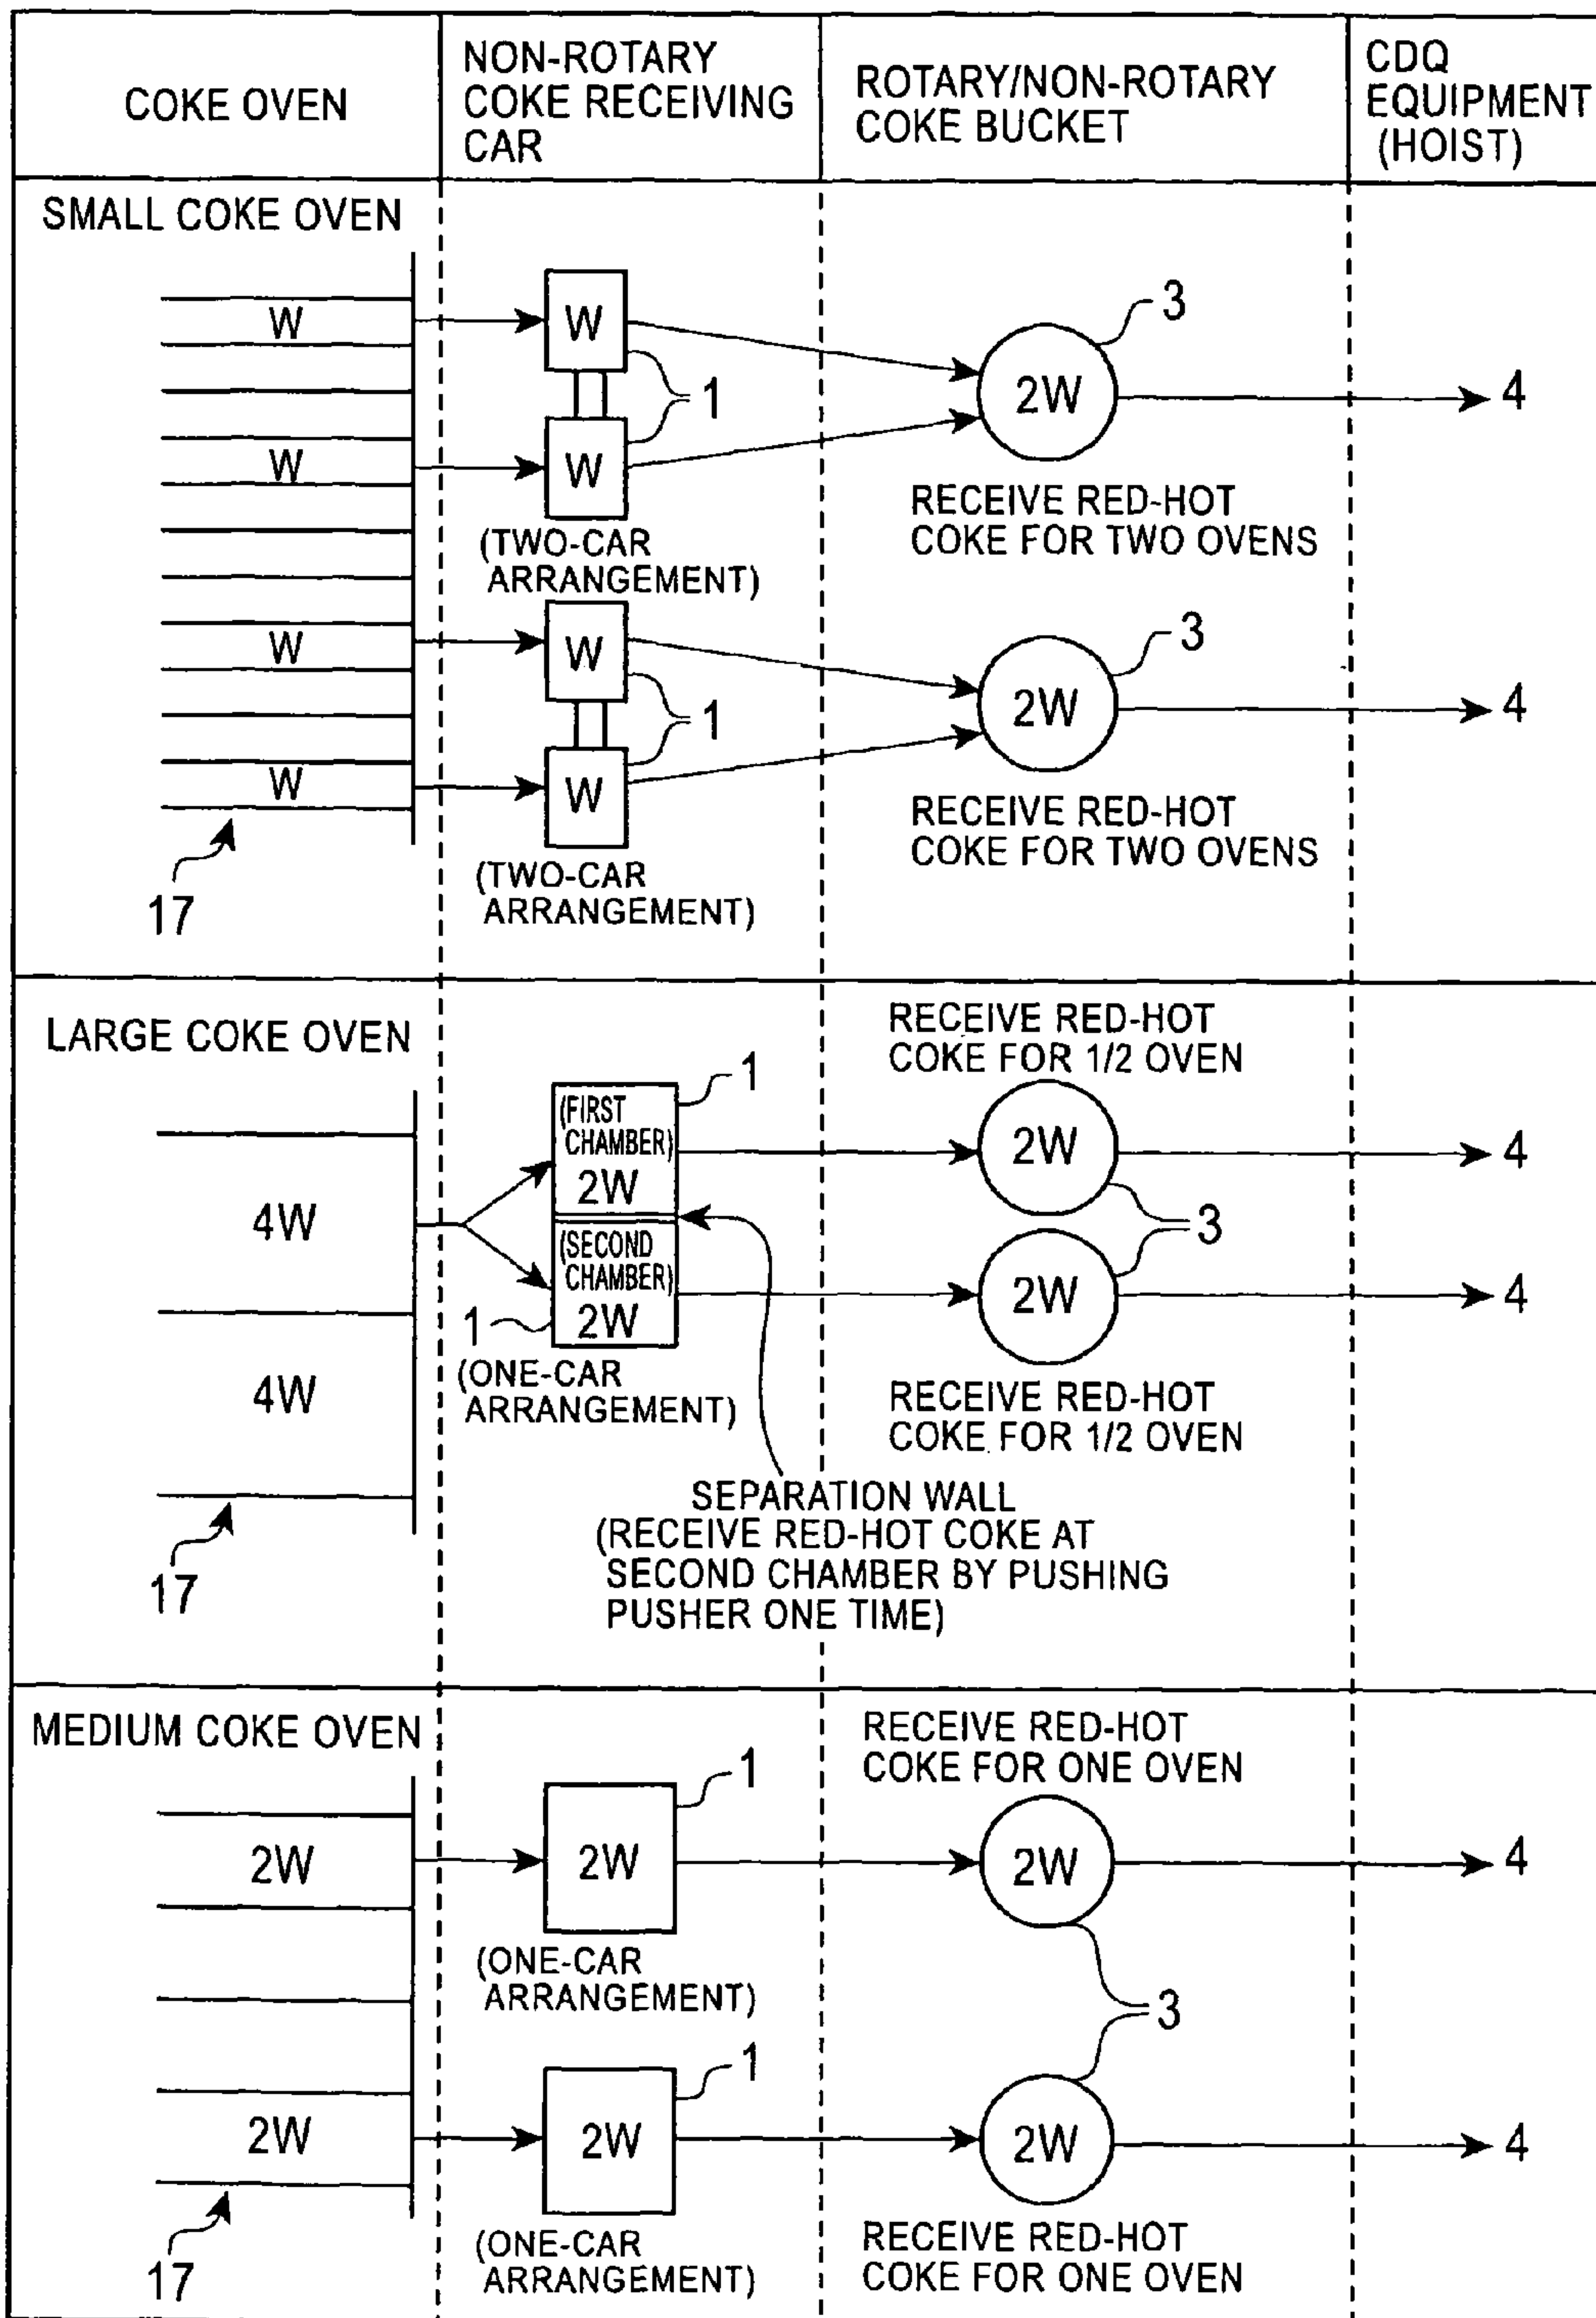 COKE OVEN
NON-ROTARY
COKE RECEIVING
CAR
ROTARY/NON-ROTARY
COKE BUCKET
CDQ
EQUIPMENT
(HOIST)
SMALL COKE OVEN
W
W
3
2W
4
1
W
W
RECEIVE RED-HOT
COKE FOR TWO OVENS
(TWO-CAR
ARRANGEMENT)
W
W
3
2W
4
1
W
W
RECEIVE RED-HOT
COKE FOR TWO OVENS
(TWO-CAR
ARRANGEMENT)
17
LARGE COKE OVEN
RECEIVE RED-HOT
COKE FOR 1/2 OVEN
1
(FIRST
CHAMBER)
2W
2W
4
4W
3
(SECOND
CHAMBER)
2W
2W
4
1
(ONE-CAR
ARRANGEMENT)
4W
RECEIVE RED-HOT
COKE FOR 1/2 OVEN
SEPARATION WALL
(RECEIVE RED-HOT COKE AT
SECOND CHAMBER BY PUSHING
PUSHER ONE TIME)
17
MEDIUM COKE OVEN
RECEIVE RED-HOT
COKE FOR ONE OVEN
1
2W
2W
2W
4
(ONE-CAR
ARRANGEMENT)
3
1
2W
2W
2W
4
(ONE-CAR
ARRANGEMENT)
RECEIVE RED-HOT
COKE FOR ONE OVEN
17